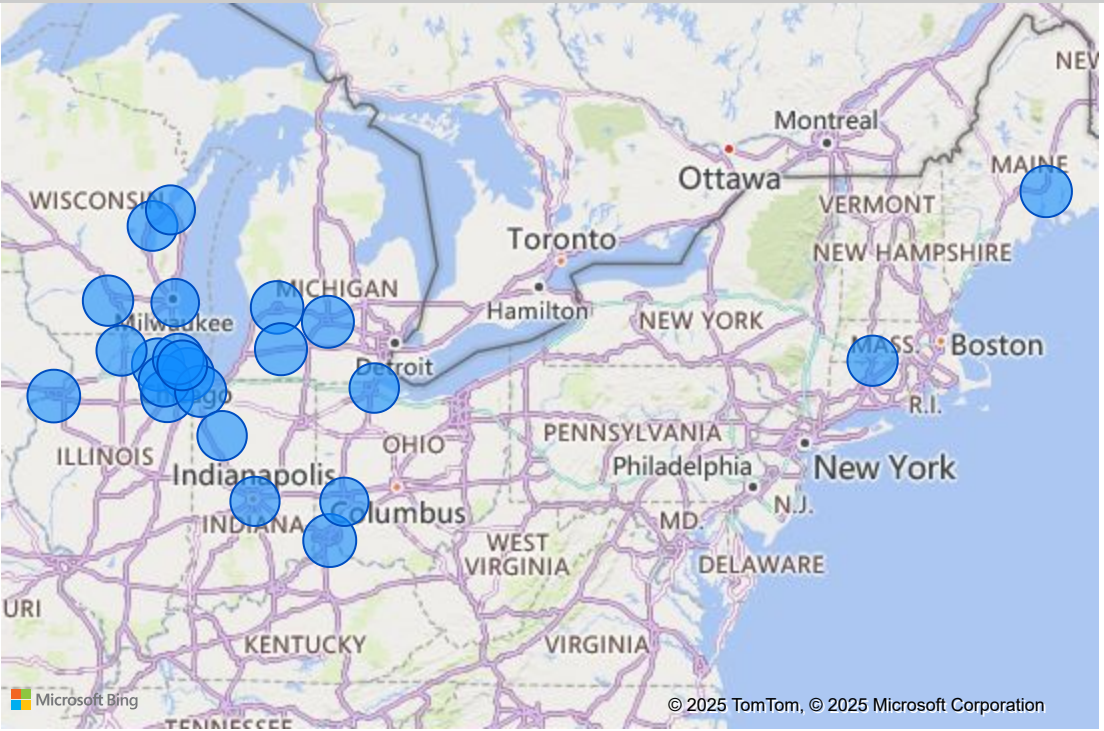 NEW
Montreal
MAINE
Ottawa
WISCONSIN
VERMONT
Toronto
NEW HAMPSHIRE
MICHIGAN
Hamilton
Milwaukee
NEW YORK
MASS.
Boston
Detroit
R.I.
PENNSYLVANIA
OHIO
ILLINOIS
Philadelphia
New York
Indianapolis
N.J.
Columbus
MD.
INDIANA
WEST
VIRGINIA
DELAWARE
URI
KENTUCKY
VIRGINIA
Microsoft Bing
© 2025 TomTom, © 2025 Microsoft Corporation
TENNESSEE